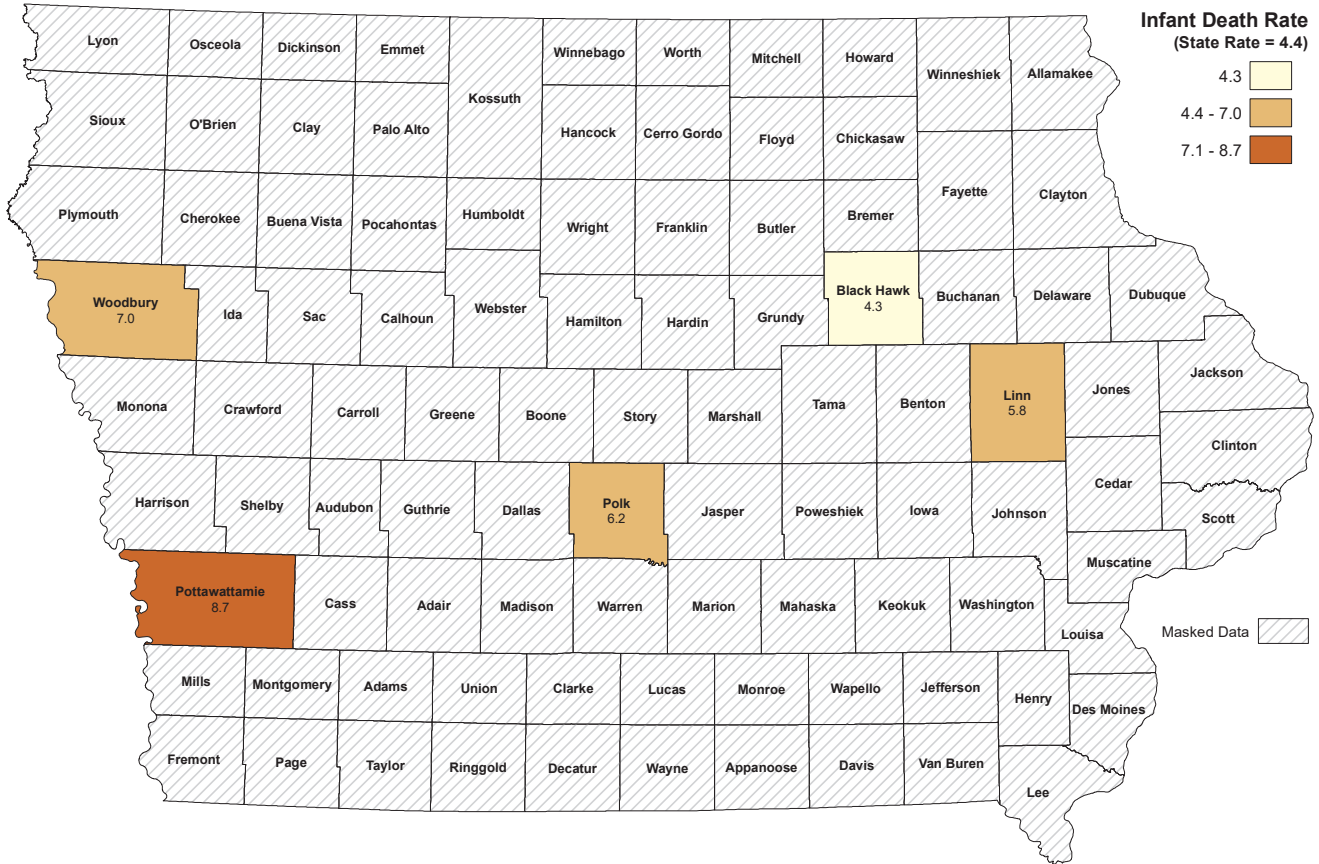 Infant Death Rate
(State Rate = 4.4)
4.3
4.4 - 7.0
7.1 - 8.7
Lyon
Osceola
Dickinson
Emmet
Kossuth
Winnebago
Worth
Mitchell
Howard
Winneshiek
Allamakee
Sioux
O'Brien
Clay
Palo Alto
Hancock
Cerro Gordo
Floyd
Chickasaw
Fayette
Clayton
Plymouth
Cherokee
Buena Vista
Pocahontas
Humboldt
Wright
Franklin
Butler
Bremer
Woodbury
7.0
Ida
Sac
Calhoun
Webster
Hamilton
Hardin
Grundy
Black Hawk
4.3
Buchanan
Delaware
Dubuque
Monona
Crawford
Carroll
Greene
Boone
Story
Marshall
Tama
Benton
Linn
5.8
Jones
Jackson
Clinton
Harrison
Shelby
Audubon
Guthrie
Dallas
Polk
6.2
Jasper
Poweshiek
Iowa
Johnson
Cedar
Scott
Muscatine
Pottawattamie
8.7
Cass
Adair
Madison
Warren
Marion
Mahaska
Keokuk
Washington
Louisa
Masked Data
Mills
Montgomery
Adams
Union
Clarke
Lucas
Monroe
Wapello
Jefferson
Henry
Des Moines
Fremont
Page
Taylor
Ringgold
Decatur
Wayne
Appanoose
Davis
Van Buren
Lee